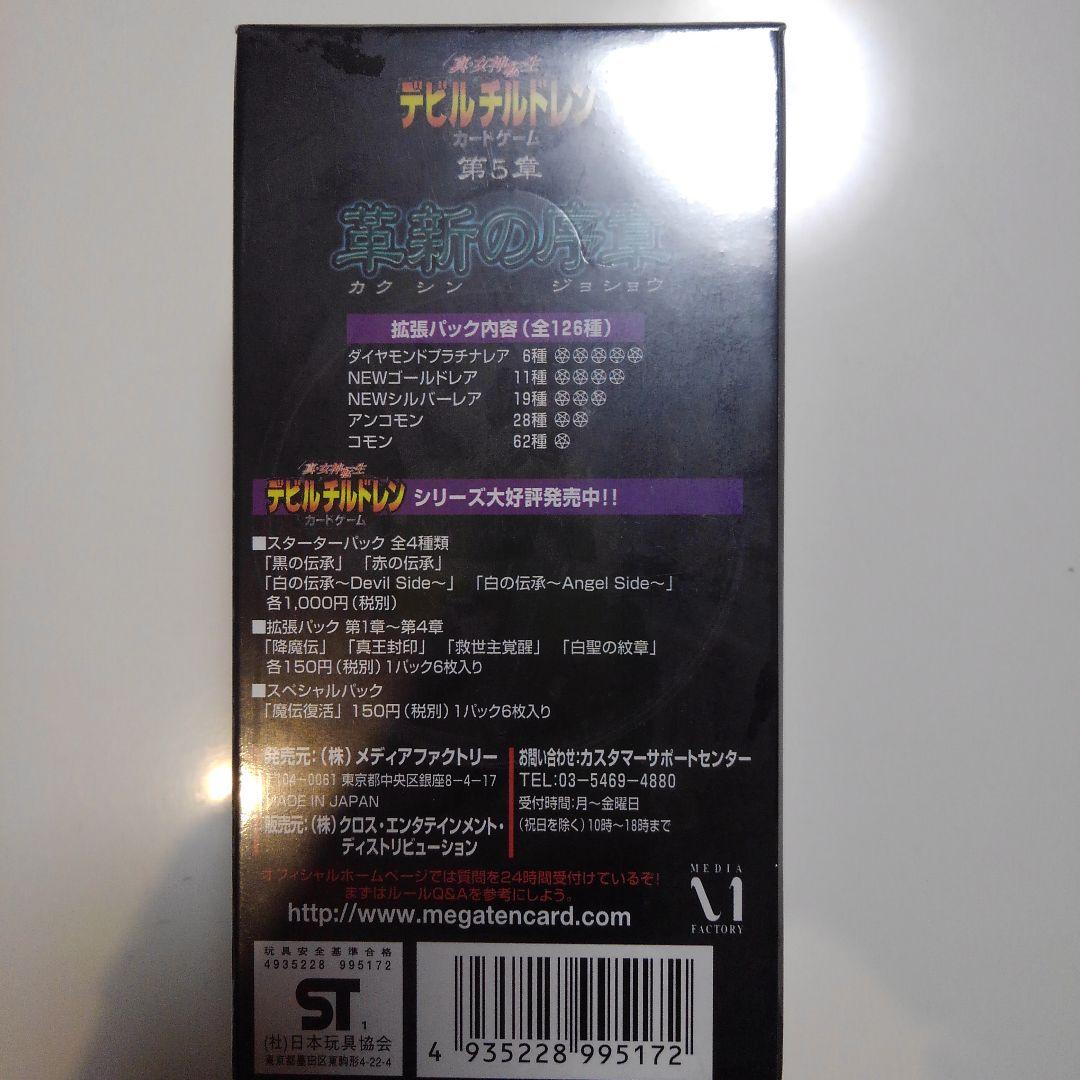 真・女神転生
デビルチルドレン
カードゲーム
第5章
革新の序章
カクシン ジョショウ
拡張パック内容(全126種)
ダイヤモンドプラチナレア 6種
NEWゴールドレア 11種
NEWシルバーレア 19種
アンコモン 28種
コモン 62種
真・女神転生
デビルチルドレン
カードゲーム
シリーズ大好評発売中!!
■スターターパック 全4種類
「黒の伝承」「赤の伝承」
「白の伝承〜Devil Side〜」「白の伝承〜Angel Side〜」
各1,000円(税別)
■拡張パック 第1章〜第4章
「降魔伝」「真王封印」「救世主覚醒」「白聖の紋章」
各150円(税別)1パック6枚入り
■スペシャルパック
「魔伝復活」150円(税別)1パック6枚入り
発売元:(株)メディアファクトリー
〒104-0061 東京都中央区銀座8-4-17
MADE IN JAPAN
販売元:(株)クロス・エンタテインメント・
ディストリビューション
お問い合わせ:カスタマーサポートセンター
TEL:03-5469-4880
受付時間:月〜金曜日
(祝日を除く)10時〜18時まで
オフィシャルホームページでは質問を24時間受付けているぞ!
まずはルールQ&Aを参考にしよう。
http://www.megatencard.com
MEDIA
FACTORY
玩具安全基準合格
4935228 995172
ST
1
(社)日本玩具協会
東京都墨田区東駒形4-22-4
4 935228 995172